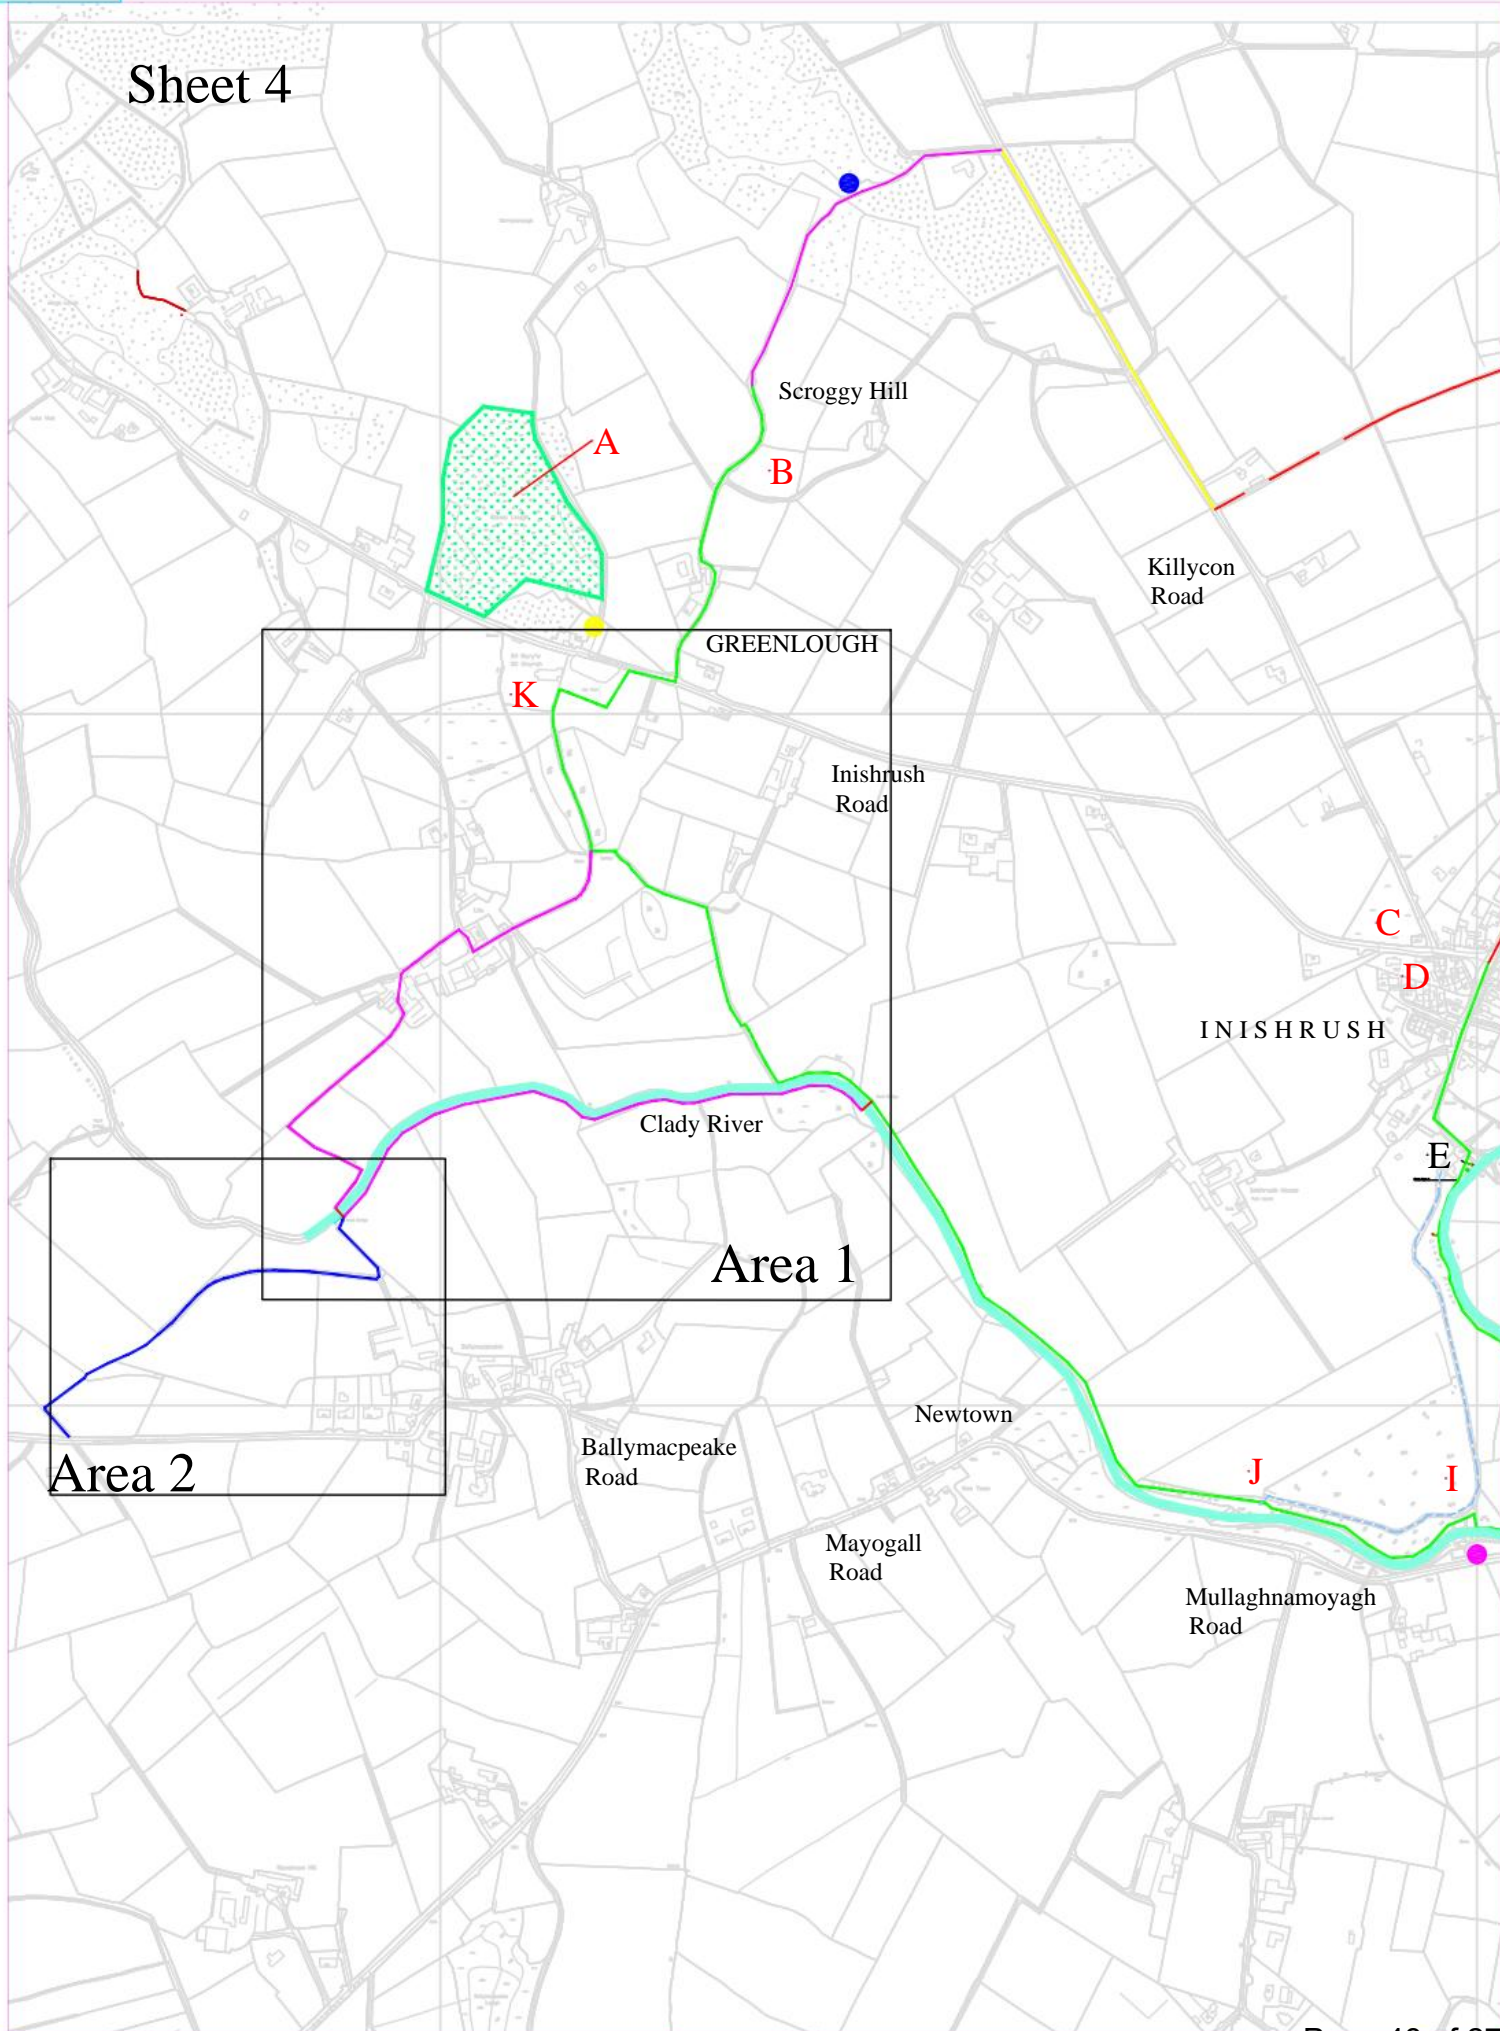 Sheet 4
Scroggy Hill
A
B
Killycon
Road
GREENLOUGH
K
Inishrush
Road
C
D
I N I S H R U S H
Clady River
E
Area 1
Newtown
Ballymacpeake
Road
Area 2
J
I
Mayogall
Road
Mullaghnamoyagh
Road